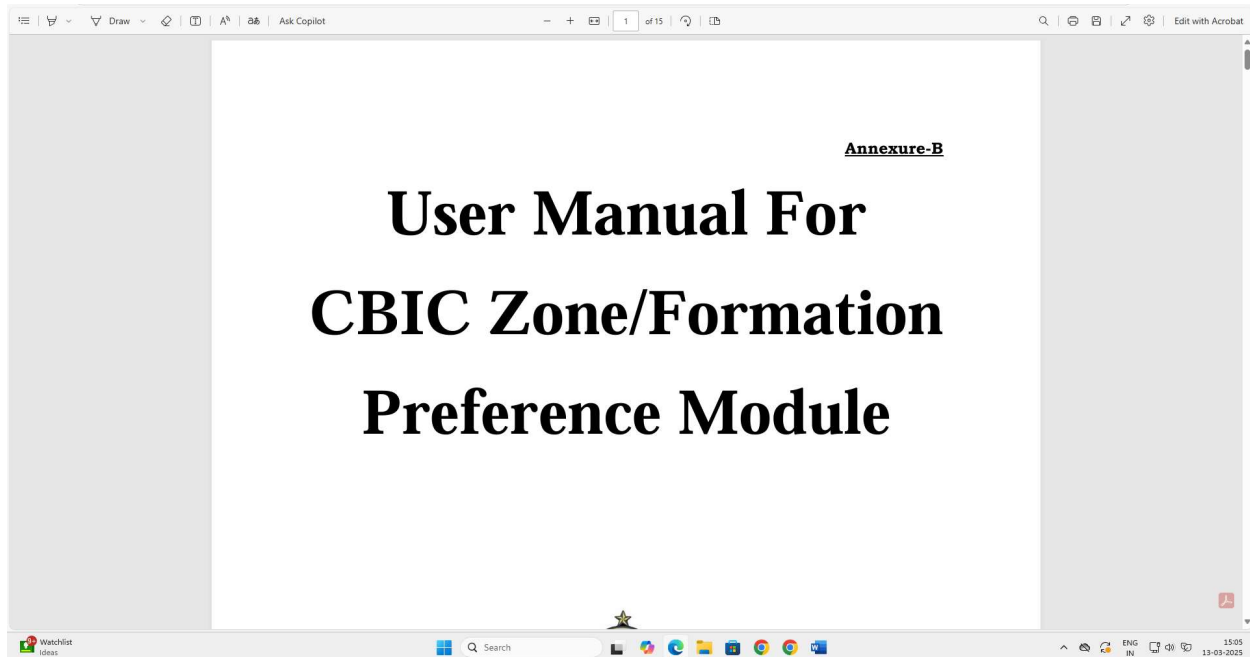 Draw
Ask Copilot
1 of 15
Edit with Acrobat
Annexure-B
User Manual For
CBIC Zone/Formation
Preference Module
9+
Watchlist
Ideas
Search
ENG
IN
15:05
13-03-2025